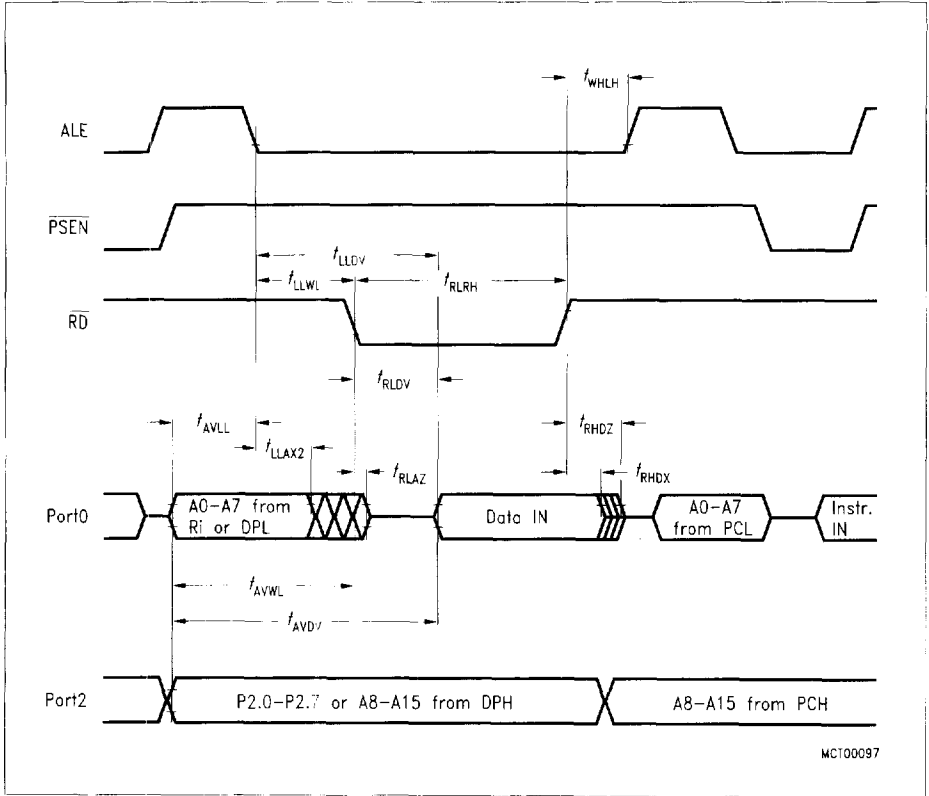 tWHLH
ALE
PSEN
tLLDV
tLLWL tRLRH
RD
tRLDV
tAVLL tRHDZ
tLLAX2 tRHDX
tRLAZ
Port0 A0-A7 from Ri or DPL Data IN A0-A7 from PCL Instr. IN
tAVWL
tAVDV
Port2 P2.0-P2.7 or A8-A15 from DPH A8-A15 from PCH
MCT00097